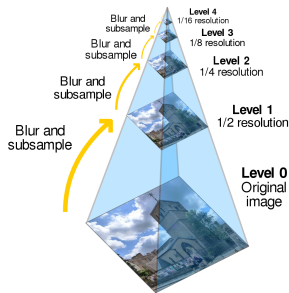 Level 4
1/16 resolution
Blur and
subsample
Level 3
1/8 resolution
Blur and
subsample
Level 2
1/4 resolution
Blur and
subsample
Level 1
1/2 resolution
Blur and
subsample
Level 0
Original
image